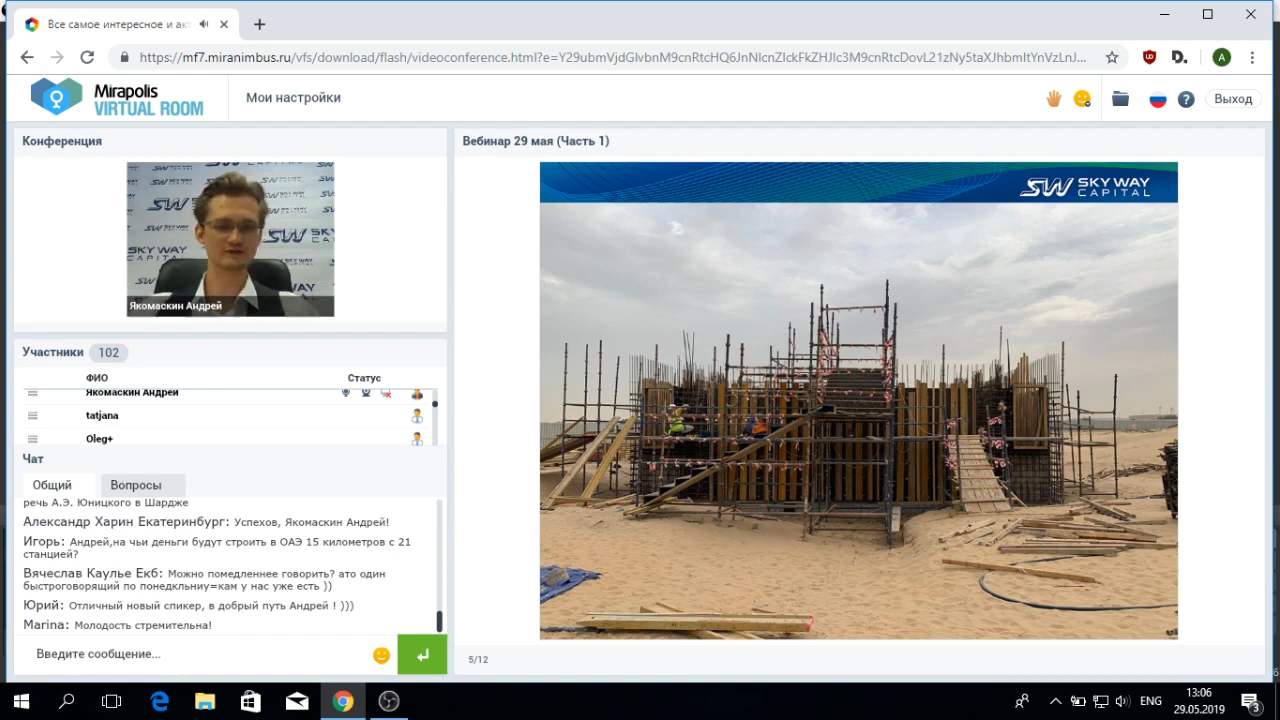 Все самое интересное и ак
https://mf7.miranimbus.ru/vfs/download/flash/videoconference.html?e=Y29ubmVjdGlvbnM9cnRtcHQ6JnNlcnZlckFkZHJlc3M9cnRtcDovL21zNy5taXJhbmltYnVzLnJ...
D.
A
Mirapolis
VIRTUAL ROOM
Мои настройки
Выход
Конференция
SKY WAY
Якомаскин Андрей
Участники 102
ФИО Статус
Якомаскин Андрей
tatjana
Oleg+
Чат
Общий Вопросы
речь А.Э. Юницкого в Шардже
Александр Харин Екатеринбург: Успехов, Якомаскин Андрей!
Игорь: Андрей,на чьи деньги будут строить в ОАЭ 15 километров с 21
станцией?
Вячеслав Каулье Екб: Можно помедленнее говорить? ато один
быстроговорящий по понедкльниу=кам у нас уже есть ))
Юрий: Отличный новый спикер, в добрый путь Андрей ! )))
Marina: Молодость стремительна!
Введите сообщение...
Вебинар 29 мая (Часть 1)
SW SKY WAY
CAPITAL
5/12
ENG
13:06
29.05.2019
3